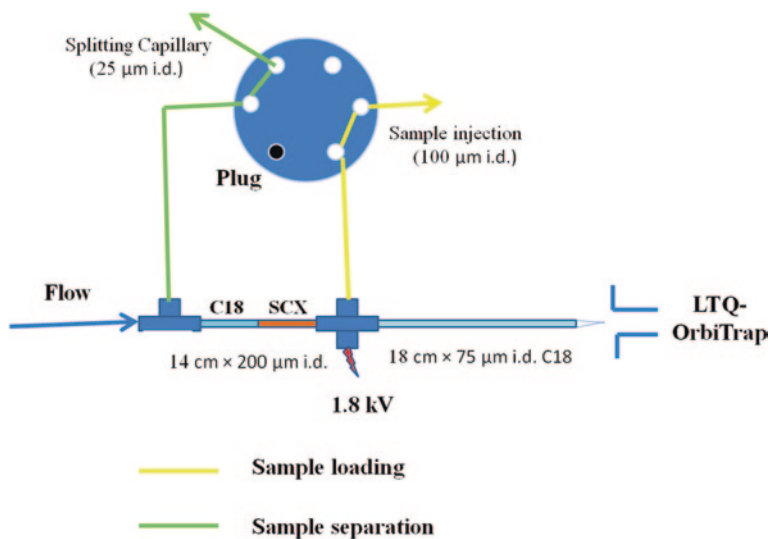 Splitting Capillary
(25 μm i.d.)
Sample injection
(100 μm i.d.)
Plug
Flow
C18
SCX
LTQ-
OrbiTrap
14 cm × 200 μm i.d.
18 cm × 75 μm i.d. C18
1.8 kV
Sample loading
Sample separation